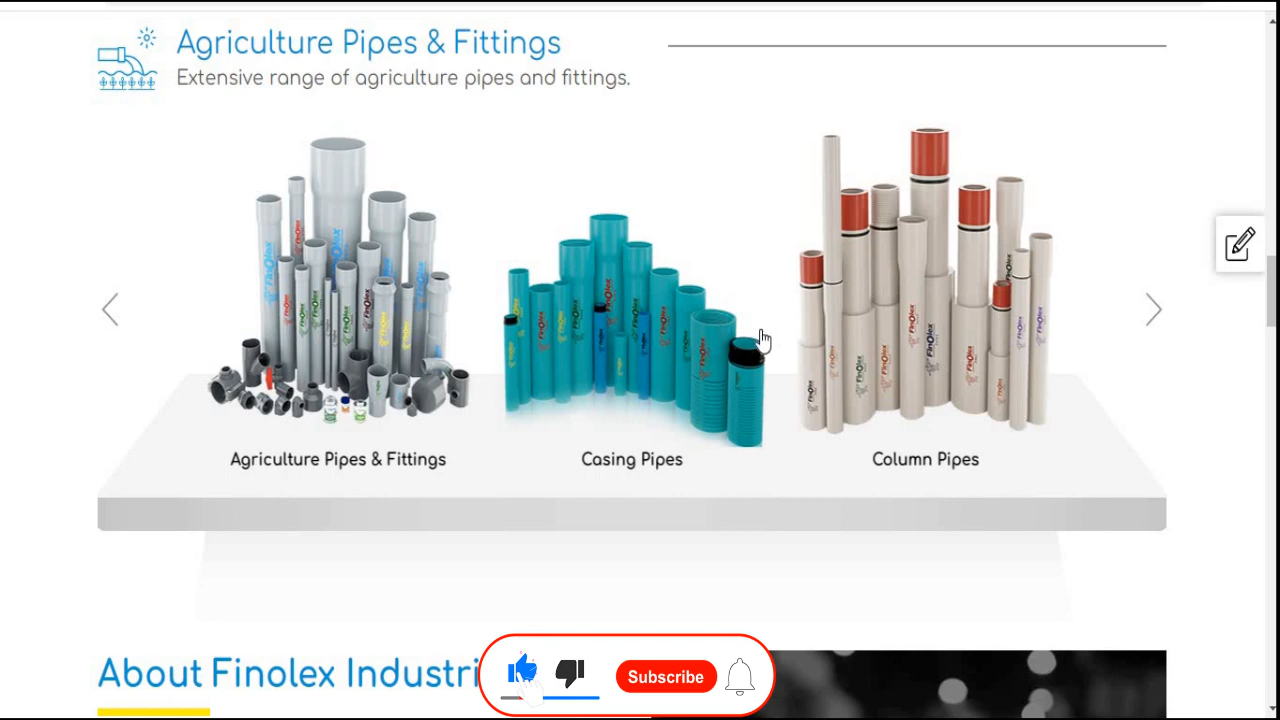 Agriculture Pipes & Fittings
Extensive range of agriculture pipes and fittings.
Finolex
Agriculture Pipes & Fittings
Casing Pipes
Column Pipes
About Finolex Industri
Subscribe